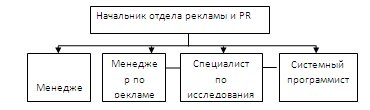 Начальник отдела рекламы и PR
Менедже
Менедже
р по
рекламе
Специалист
по
исследования
Системный
программист